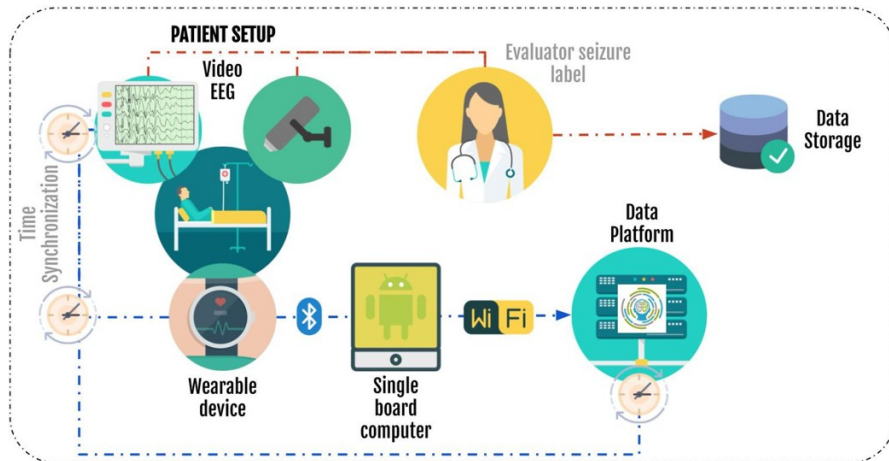 PATIENT SETUP
Video
EEG
Evaluator seizure
label
Data
Storage
Time
Synchronization
Data
Platform
Wi Fi
Wearable
device
Single
board
computer